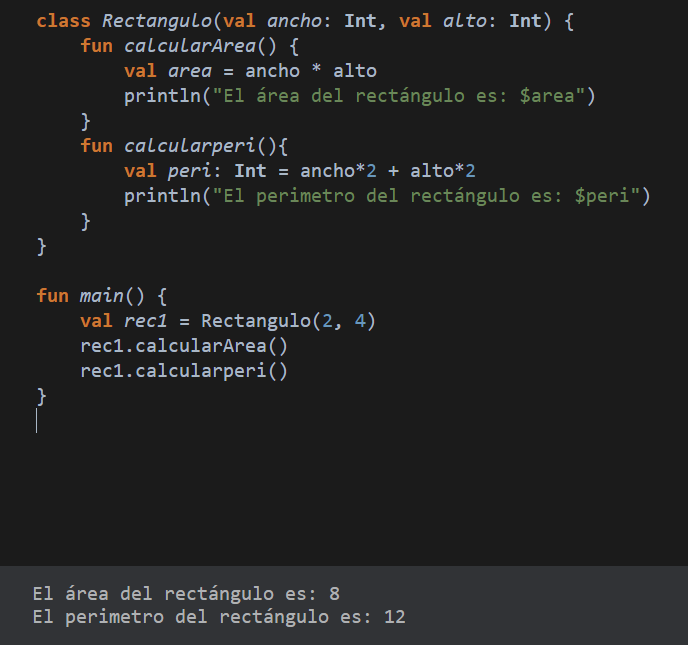 class Rectangulo(val ancho: Int, val alto: Int) {
    fun calcularArea() {
        val area = ancho * alto
        println("El área del rectángulo es: $area")
    }
    fun calcularperi(){
        val peri: Int = ancho*2 + alto*2
        println("El perimetro del rectángulo es: $peri")
    }
}

fun main() {
    val rec1 = Rectangulo(2, 4)
    rec1.calcularArea()
    rec1.calcularperi()
}
El área del rectángulo es: 8
El perimetro del rectángulo es: 12